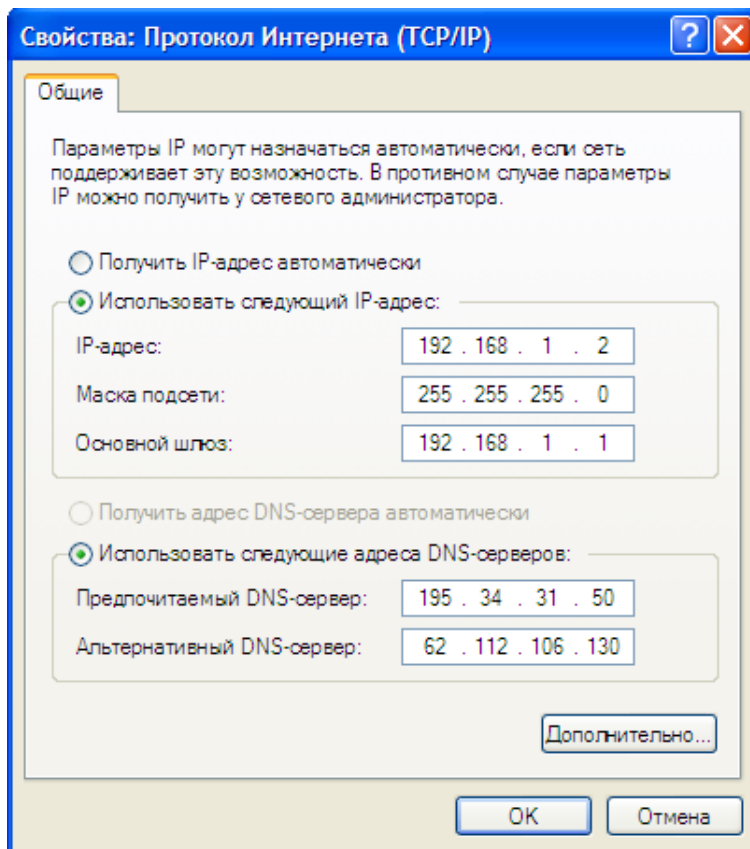 Свойства: Протокол Интернета (TCP/IP)
Общие
Параметры IP могут назначаться автоматически, если сеть
поддерживает эту возможность. В противном случае параметры
IP можно получить у сетевого администратора.
Получить IP-адрес автоматически
Использовать следующий IP-адрес:
IP-адрес: 192 . 168 . 1 . 2
Маска подсети: 255 . 255 . 255 . 0
Основной шлюз: 192 . 168 . 1 . 1
Получить адрес DNS-сервера автоматически
Использовать следующие адреса DNS-серверов:
Предпочитаемый DNS-сервер: 195 . 34 . 31 . 50
Альтернативный DNS-сервер: 62 . 112 . 106 . 130
Дополнительно...
OK Отмена